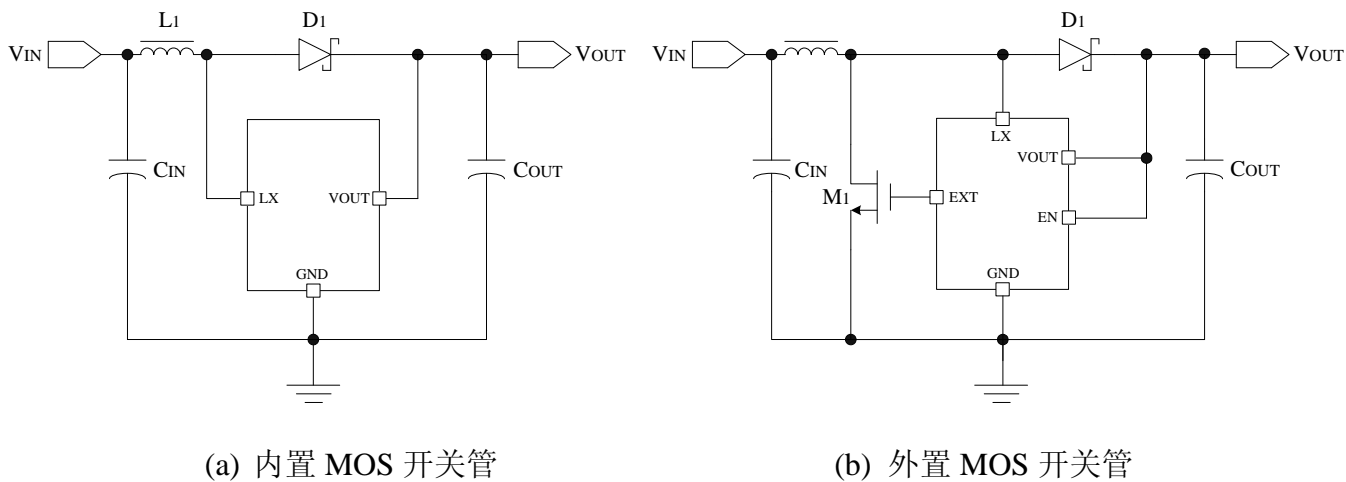 L1
D1
VIN
VOUT
CIN
COUT
LX
VOUT
GND
(a) 内置 MOS 开关管
D1
VIN
VOUT
LX
VOUT
CIN
COUT
M1
EXT
EN
GND
(b) 外置 MOS 开关管